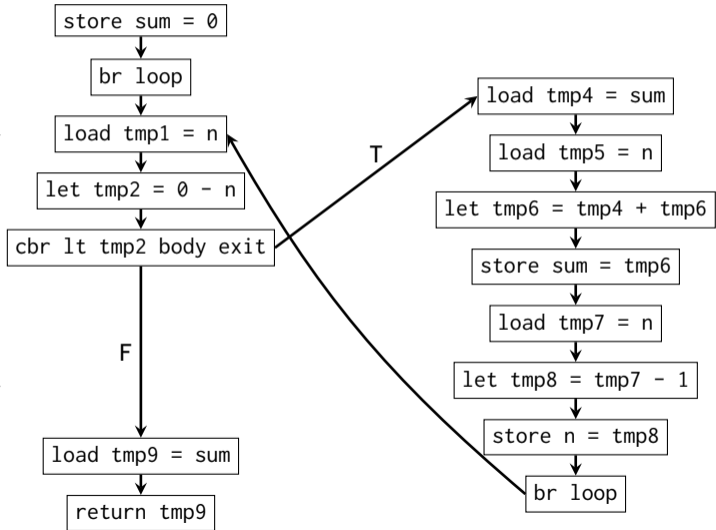 store sum = 0
br loop
load tmp1 = n
let tmp2 = 0 - n
cbr lt tmp2 body exit
T
F
load tmp9 = sum
return tmp9
load tmp4 = sum
load tmp5 = n
let tmp6 = tmp4 + tmp6
store sum = tmp6
load tmp7 = n
let tmp8 = tmp7 - 1
store n = tmp8
br loop